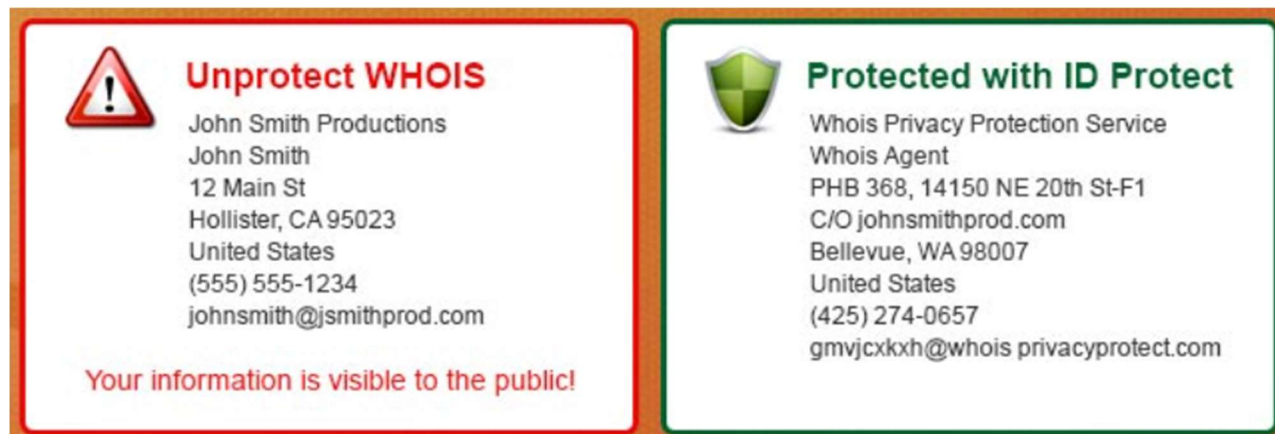 Unprotect WHOIS
John Smith Productions
John Smith
12 Main St
Hollister, CA 95023
United States
(555) 555-1234
johnsmith@jsmithprod.com
Your information is visible to the public!
Protected with ID Protect
Whois Privacy Protection Service
Whois Agent
PHB 368, 14150 NE 20th St-F1
C/O johnsmithprod.com
Bellevue, WA 98007
United States
(425) 274-0657
gmvjcxkxh@whois privacyprotect.com